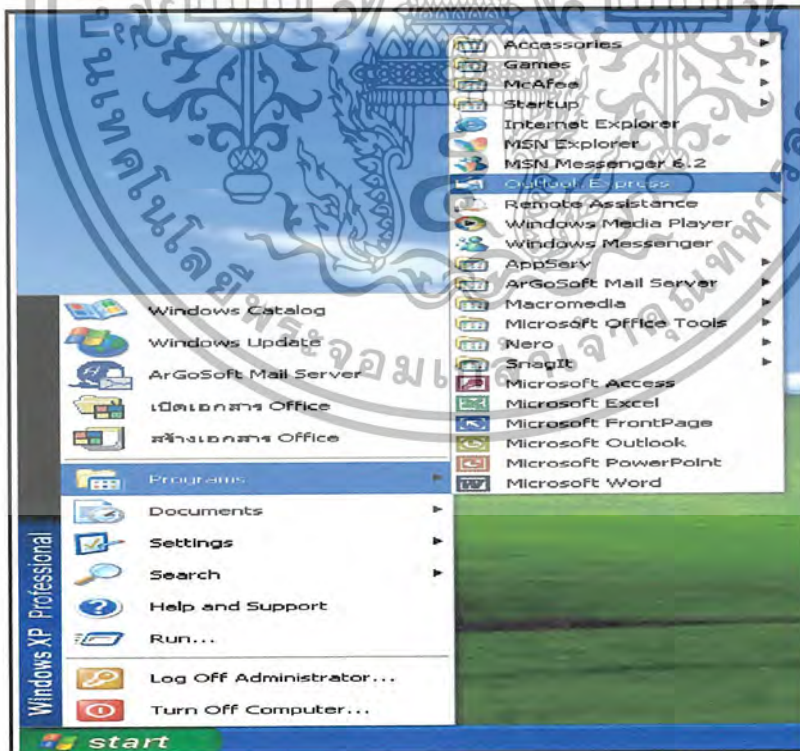 Accessories
Games
McAfee
Startup
Internet Explorer
MSN Explorer
MSN Messenger 6.2
Outlook Express
Remote Assistance
Windows Media Player
Windows Messenger
AppServ
ArGoSoft Mail Server
Macromedia
Microsoft Office Tools
Nero
SnagIt
Microsoft Access
Microsoft Excel
Microsoft FrontPage
Microsoft Outlook
Microsoft PowerPoint
Microsoft Word
Windows Catalog
Windows Update
ArGoSoft Mail Server
เปิดเอกสาร Office
สร้างเอกสาร Office
Programs
Documents
Settings
Search
Help and Support
Run...
Log Off Administrator...
Turn Off Computer...
Windows XP Professional
start